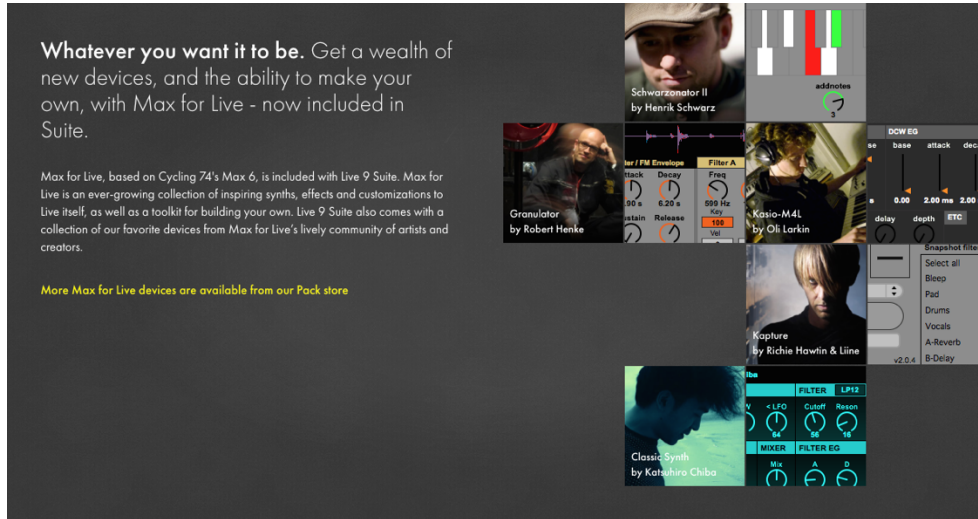 Whatever you want it to be. Get a wealth of
new devices, and the ability to make your
own, with Max for Live - now included in
Suite.
Max for Live, based on Cycling 74's Max 6, is included with Live 9 Suite. Max for
Live is an ever-growing collection of inspiring synths, effects and customizations to
Live itself, as well as a toolkit for building your own. Live 9 Suite also comes with a
collection of our favorite devices from Max for Live's lively community of artists and
creators.
More Max for Live devices are available from our Pack store
Schwarzonator II
by Henrik Schwarz
addnotes
3
Granulator
by Robert Henke
/ FM Envelope
Filter A
Decay
Freq
6.20 s
599 Hz
Key
100
Release
Vel
Kasio-M4L
by Oli Larkin
DCW EG
base
attack
0.00
2.00 ms
2.00
delay
depth
ETC
Kapture
by Richie Hawtin & Liine
Snapshot filte
Select all
Bleep
Pad
Drums
Vocals
A-Reverb
v2.0.4
B-Delay
Classic Synth
by Katsuhiro Chiba
FILTER
LP12
< LFO
Cutoff
Reson
64
56
16
MIXER
FILTER EG
Mix
A
D